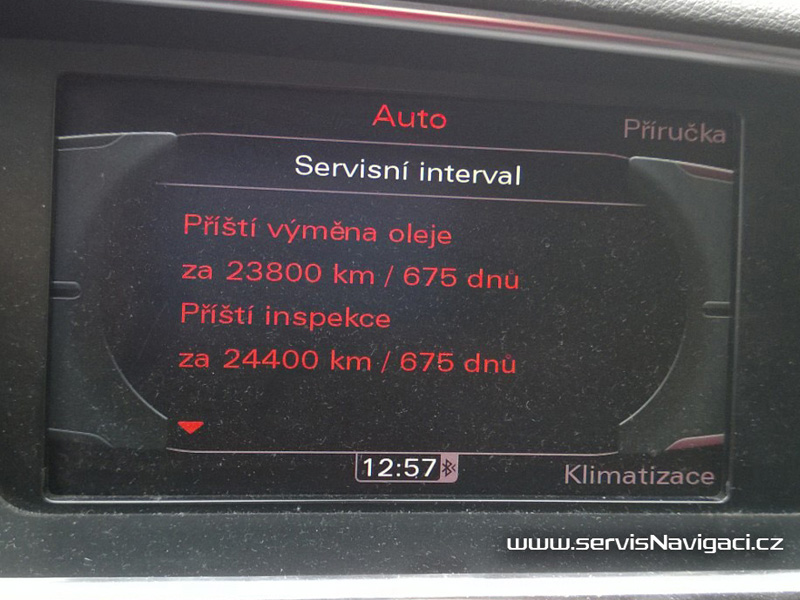 Auto
Příručka
Servisní interval
Příští výměna oleje
za 23800 km / 675 dnů
Příští inspekce
za 24400 km / 675 dnů
12:57
Klimatizace
www.servisNavigaci.cz